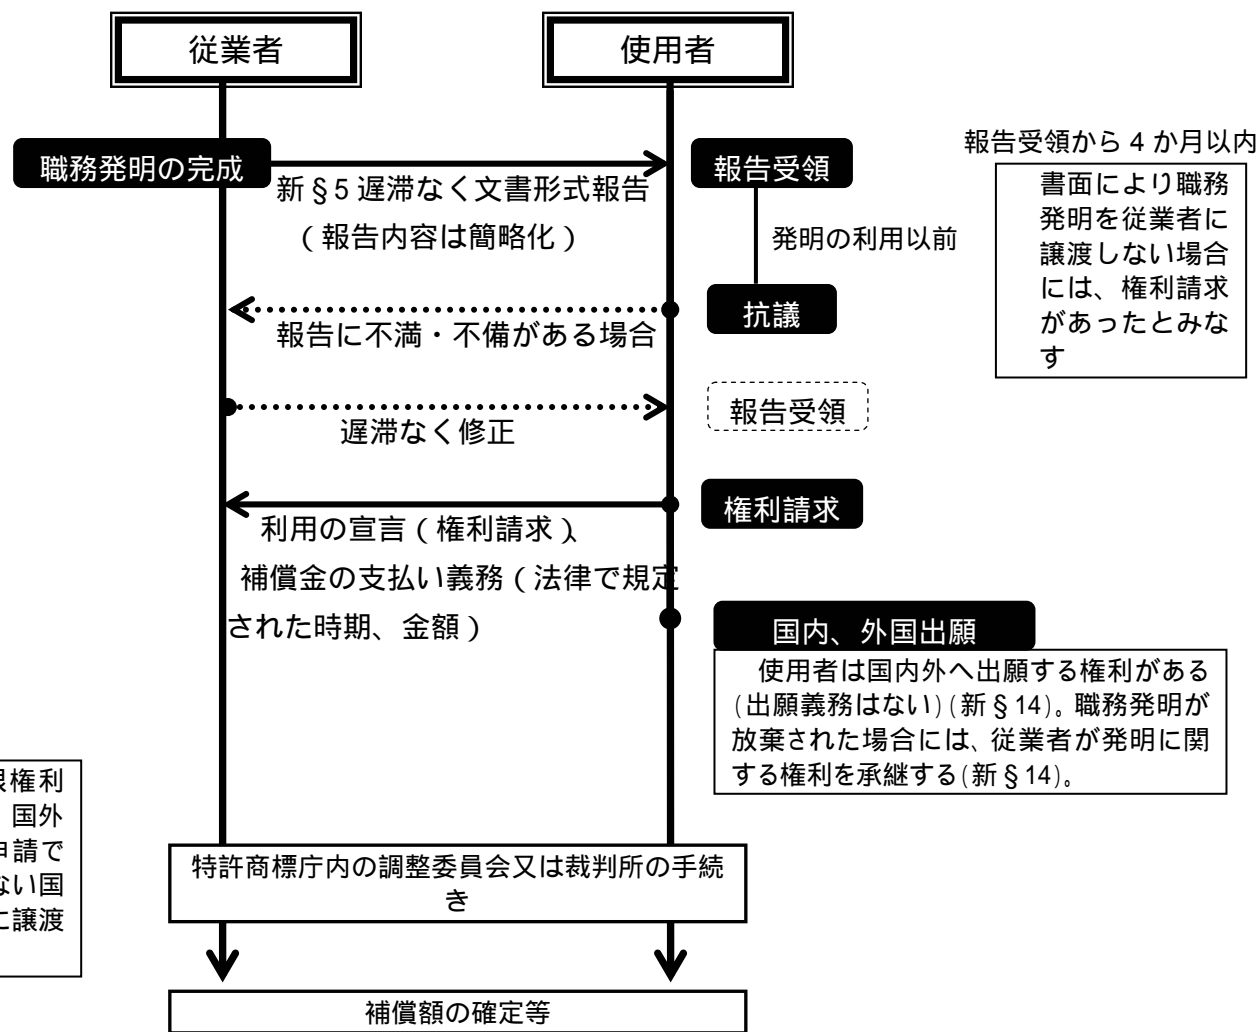 従業者
使用者
職務発明の完成
新§5遅滞なく文書形式報告
(報告内容は簡略化)
報告受領
発明の利用以前
報告受領から4か月以内
書面により職務
発明を従業者に
譲渡しない場合
には、権利請求
があったとみな
す
抗議
報告に不満・不備がある場合
報告受領
遅滞なく修正
権利請求
利用の宣言(権利請求)、
補償金の支払い義務(法律で規定
された時期、金額)
国内、外国出願
使用者は国内外へ出願する権利がある
(出願義務はない)(新§14)。職務発明が
放棄された場合には、従業者が発明に関
する権利を承継する(新§14)。
限権利
国外
申請で
ない国
に譲渡
特許商標庁内の調整委員会又は裁判所の手続
き
補償額の確定等